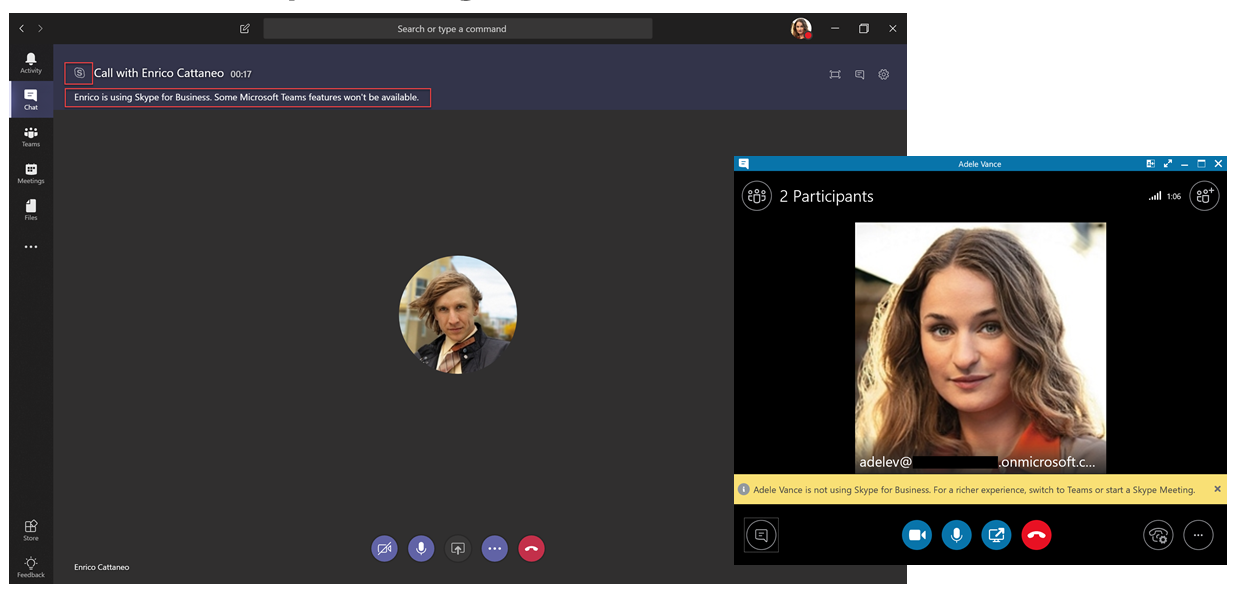 Search or type a command
Activity
Chat
Teams
Meetings
Files
Store
Feedback
Call with Enrico Cattaneo 00:17
Enrico is using Skype for Business. Some Microsoft Teams features won't be available.
Enrico Cattaneo
Adele Vance
2 Participants
1:06
adelev@ .onmicrosoft.c...
Adele Vance is not using Skype for Business. For a richer experience, switch to Teams or start a Skype Meeting.